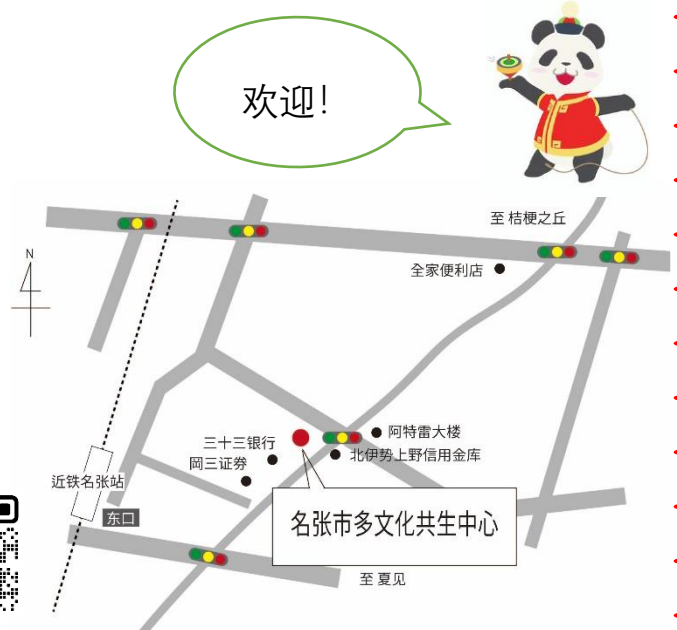 欢迎!
至 桔梗之丘
全家便利店
N
阿特雷大楼
三十三银行
北伊势上野信用金库
岡三证券
近铁名张站
东口
名张市多文化共生中心
至 夏见